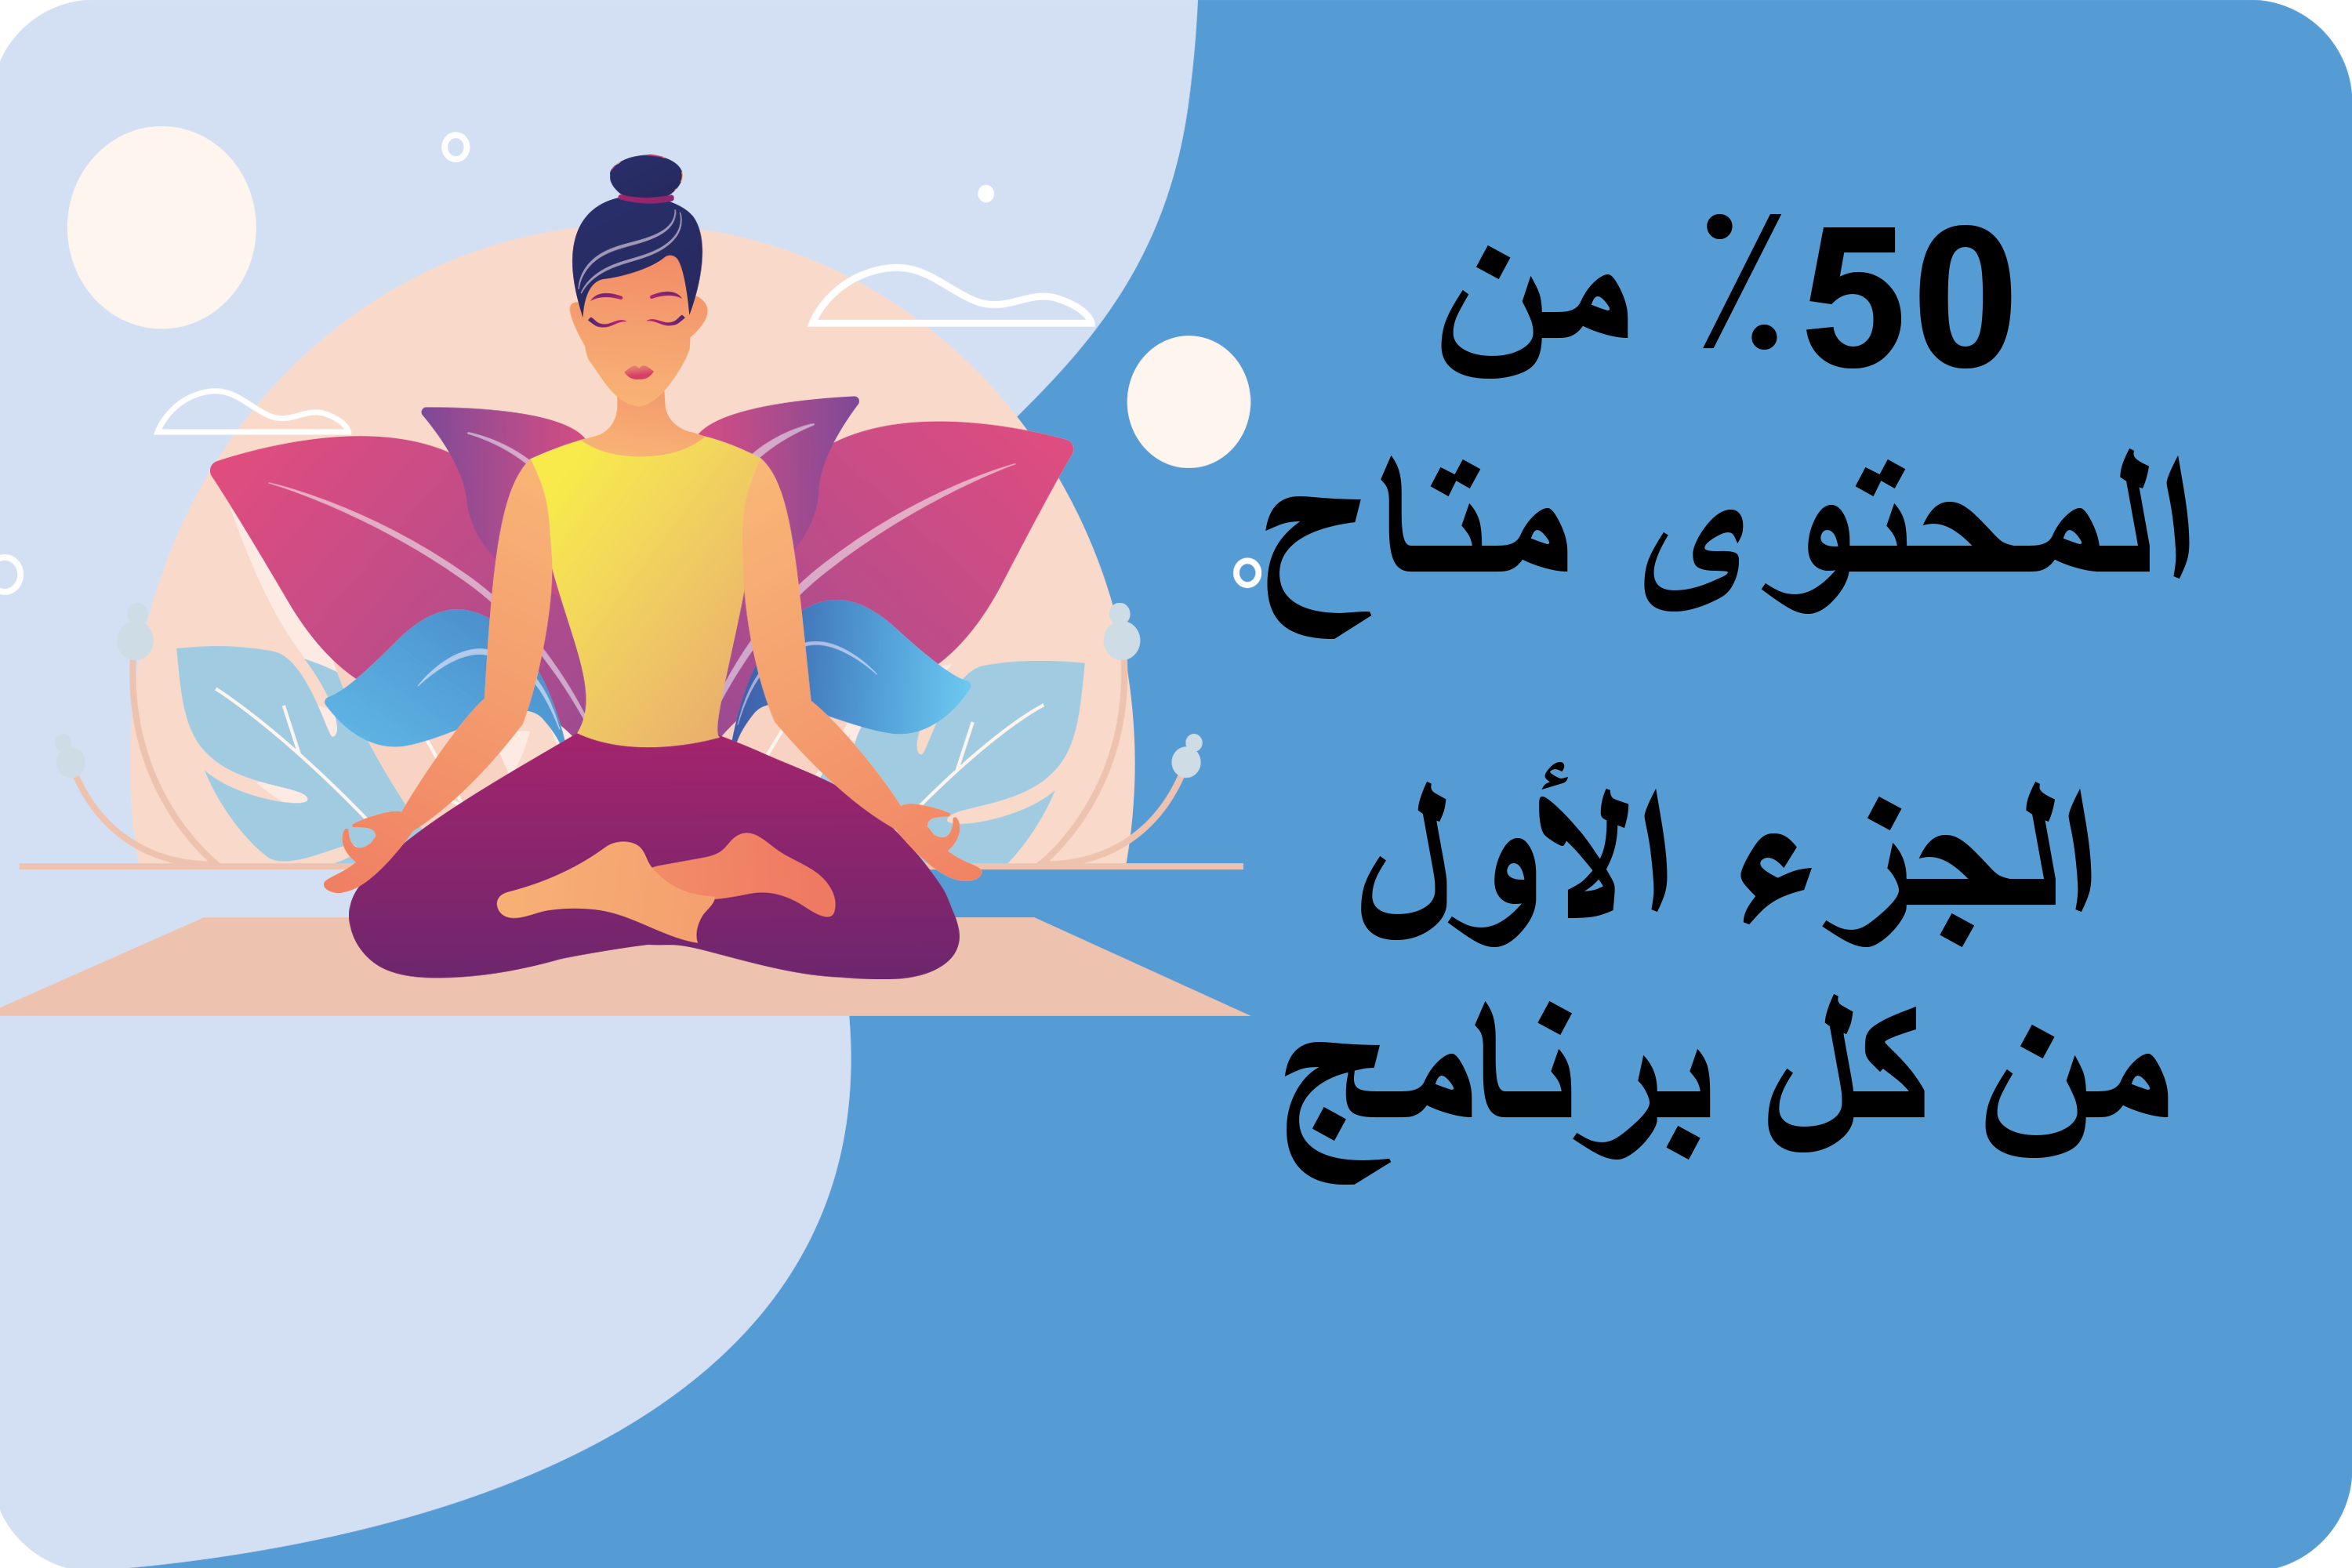 50٪ من
المحتوى متاح
الجزء الأول
من كل برنامج